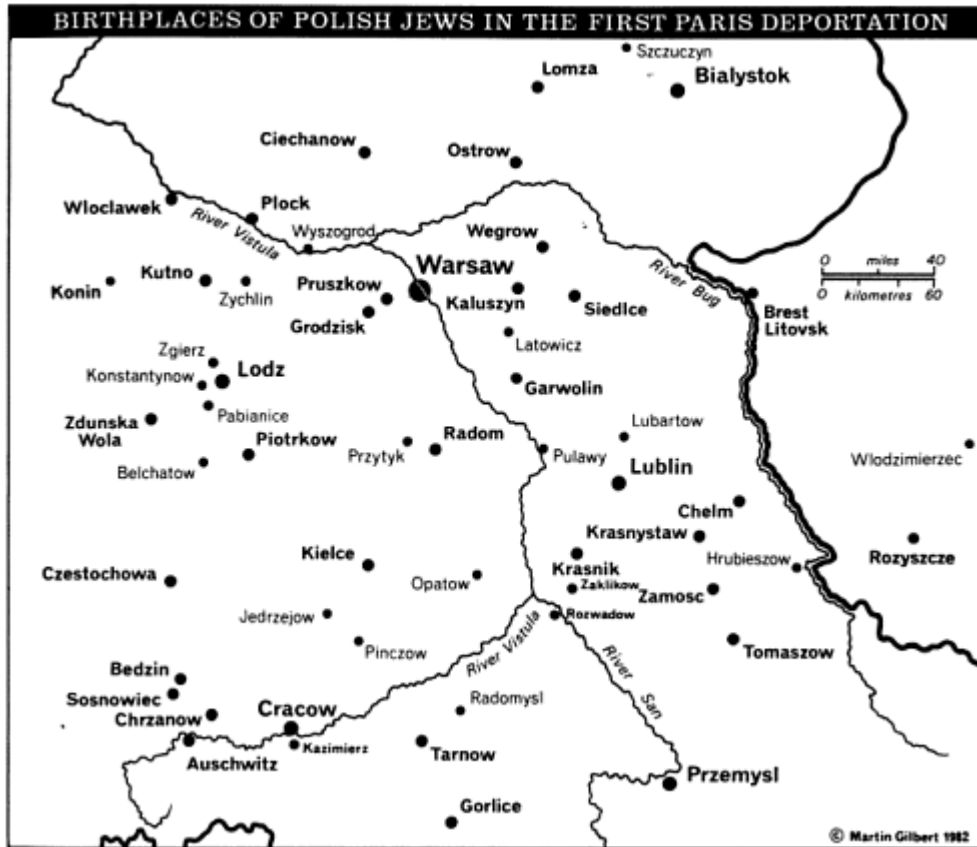 BIRTHPLACES OF POLISH JEWS IN THE FIRST PARIS DEPORTATION
Szczuczyn
Lomza
Bialystok
Ciechanow
Ostrow
Wloclawek
Plock
River Vistula
Wyszogrod
Wegrow
River Bug
0 miles 40
0 kilometres 60
Konin
Kutno
Zychlin
Pruszkow
Warsaw
Grodzisk
Kaluszyn
Siedlce
Brest
Litovsk
Latowicz
Zgierz
Konstantynow
Lodz
Garwolin
Pabianice
Zdunska
Wola
Piotrkow
Belchatow
Przytyk
Radom
Pulawy
Lubartow
Lublin
Wlodzimierzec
Chelm
Krasnystaw
Rozyszcze
Hrubieszow
Kielce
Krasnik
Czestochowa
Opatow
Zaklikow
Zamosc
Jedrzejow
Rozwadow
Pinczow
River Vistula
River San
Tomaszow
Bedzin
Sosnowiec
Chrzanow
Cracow
Radomysl
Kazimierz
Auschwitz
Tarnow
Przemysl
Gorlice
© Martin Gilbert 1982